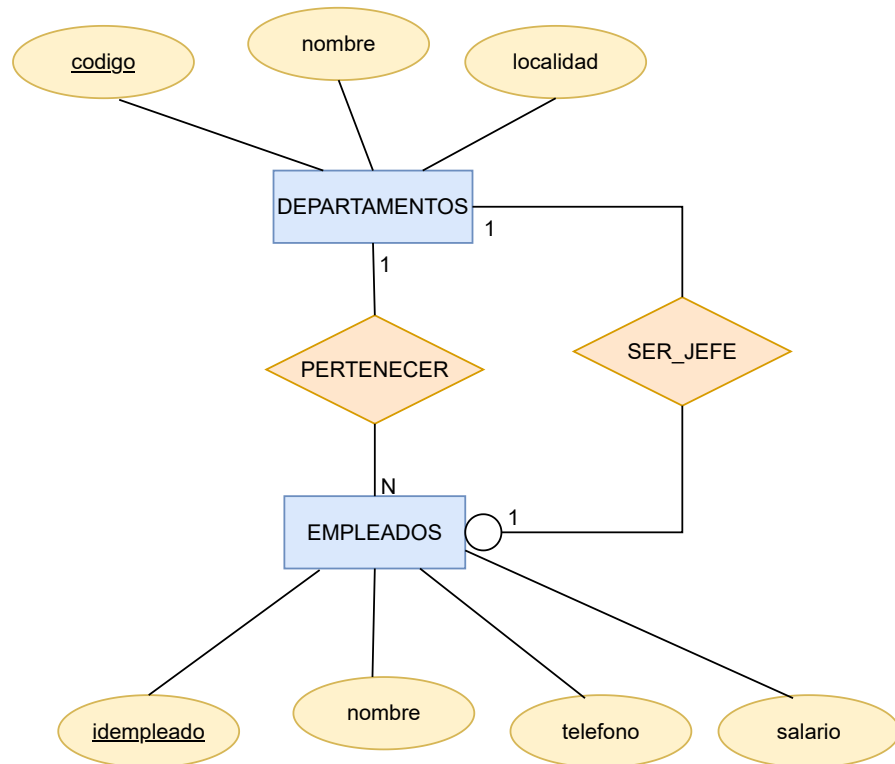 codigo
nombre
localidad
DEPARTAMENTOS
1
1
PERTENECER
SER_JEFE
N
1
EMPLEADOS
idempleado
nombre
telefono
salario